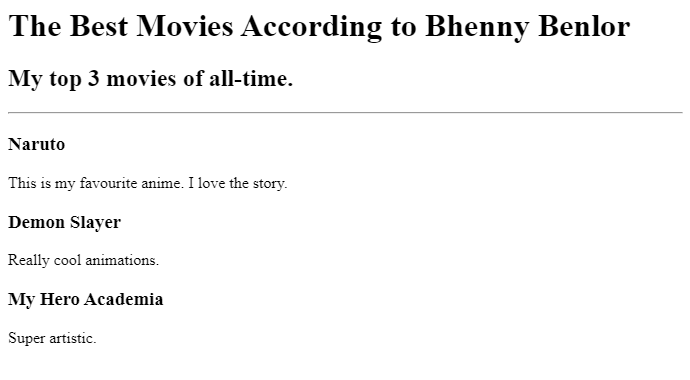 The Best Movies According to Bhenny Benlor
My top 3 movies of all-time.
Naruto
This is my favourite anime. I love the story.
Demon Slayer
Really cool animations.
My Hero Academia
Super artistic.